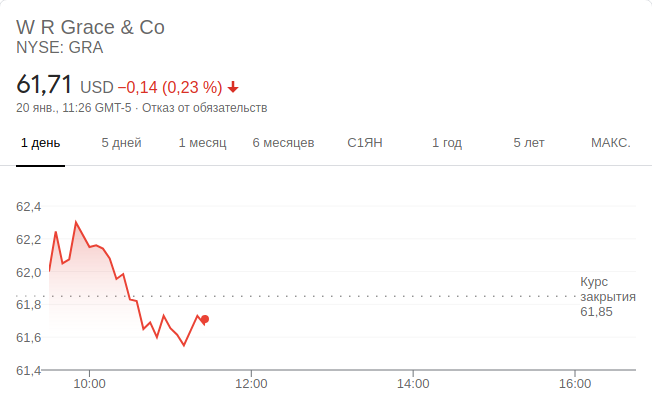 W R Grace & Co
NYSE: GRA
61,71 USD −0,14 (0,23 %)
20 янв., 11:26 GMT-5 · Отказ от обязательств
1 день 5 дней 1 месяц 6 месяцев С1ЯН 1 год 5 лет МАКС.
62,4
62,2
62,0
61,8
61,6
61,4
Курс
закрытия
61,85
10:00 12:00 14:00 16:00